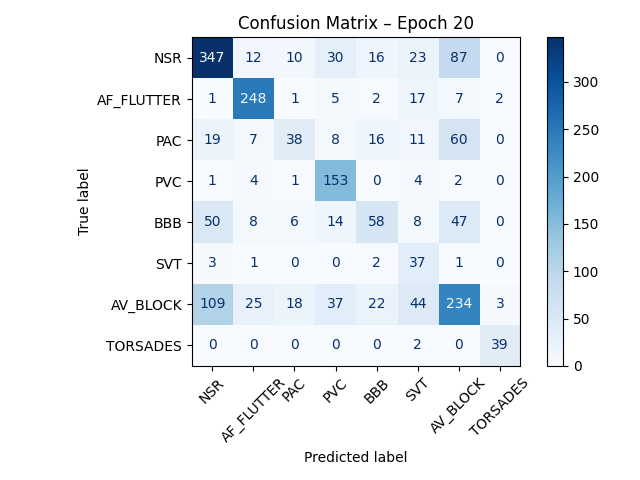 Confusion Matrix – Epoch 20
NSR 347 12 10 30 16 23 87 0
AF_FLUTTER 1 248 1 5 2 17 7 2
PAC 19 7 38 8 16 11 60 0
PVC 1 4 1 153 0 4 2 0
BBB 50 8 6 14 58 8 47 0
SVT 3 1 0 0 2 37 1 0
AV_BLOCK 109 25 18 37 22 44 234 3
TORSADES 0 0 0 0 0 2 0 39
True label
NSR AF_FLUTTER PAC PVC BBB SVT AV_BLOCK TORSADES
Predicted label
300
250
200
150
100
50
0